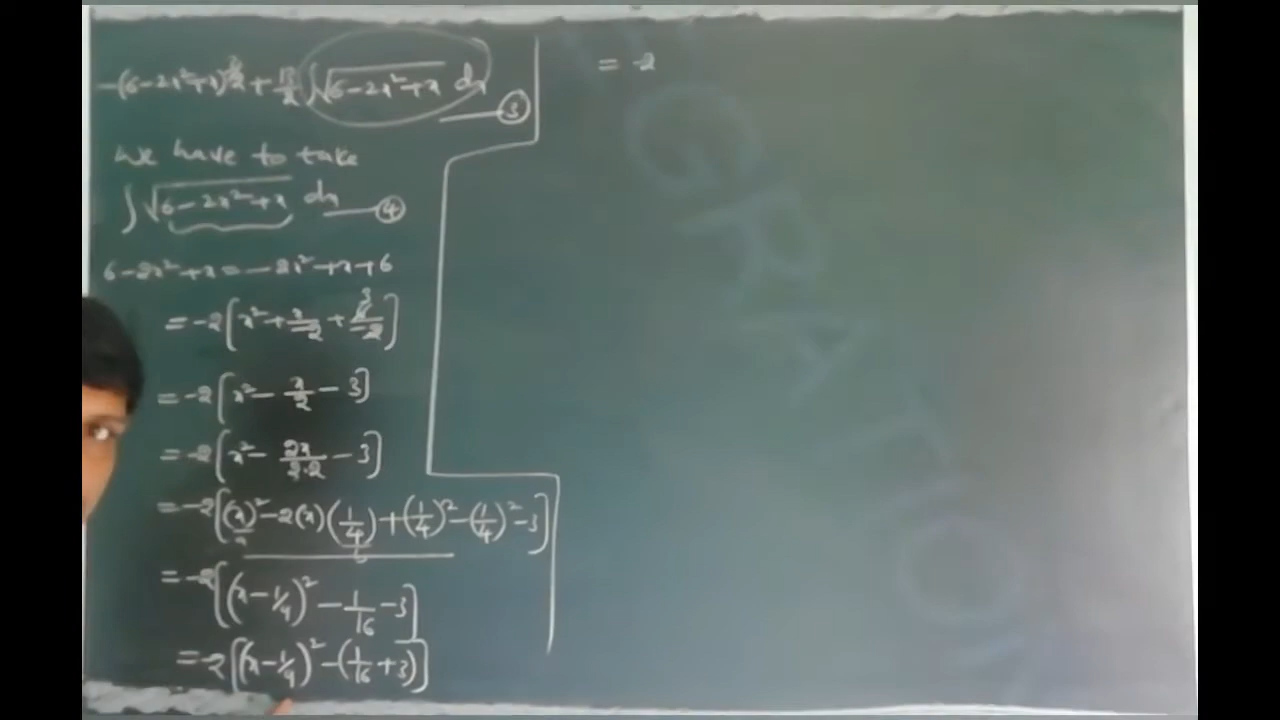 -(6-2x²+x)^{3/2} + 13/2 ∫√(6-2x²+x) dx —③
We have to take
∫√(6-2x²+x) dx —④
6-2x²+x = -2x²+x+6
= -2[x² + x/-2 + 6/-2] 3
= -2[x² - x/2 - 3]
= -2[x² - 2x/2·2 - 3]
= -2[(x)² - 2(x)(1/4) + (1/4)² - (1/4)² - 3]
= -2[(x-1/4)² - 1/16 - 3]
= -2[(x-1/4)² - (1/16 + 3)]
= -2